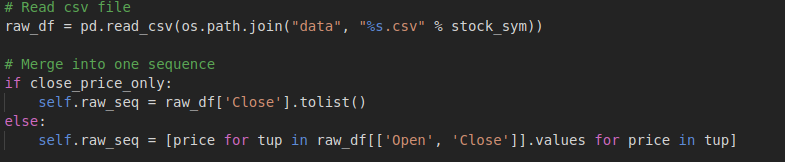 # Read csv file
raw_df = pd.read_csv(os.path.join("data", "%s.csv" % stock_sym))
# Merge into one sequence
if close_price_only:
    self.raw_seq = raw_df['Close'].tolist()
else:
    self.raw_seq = [price for tup in raw_df[['Open', 'Close']].values for price in tup]